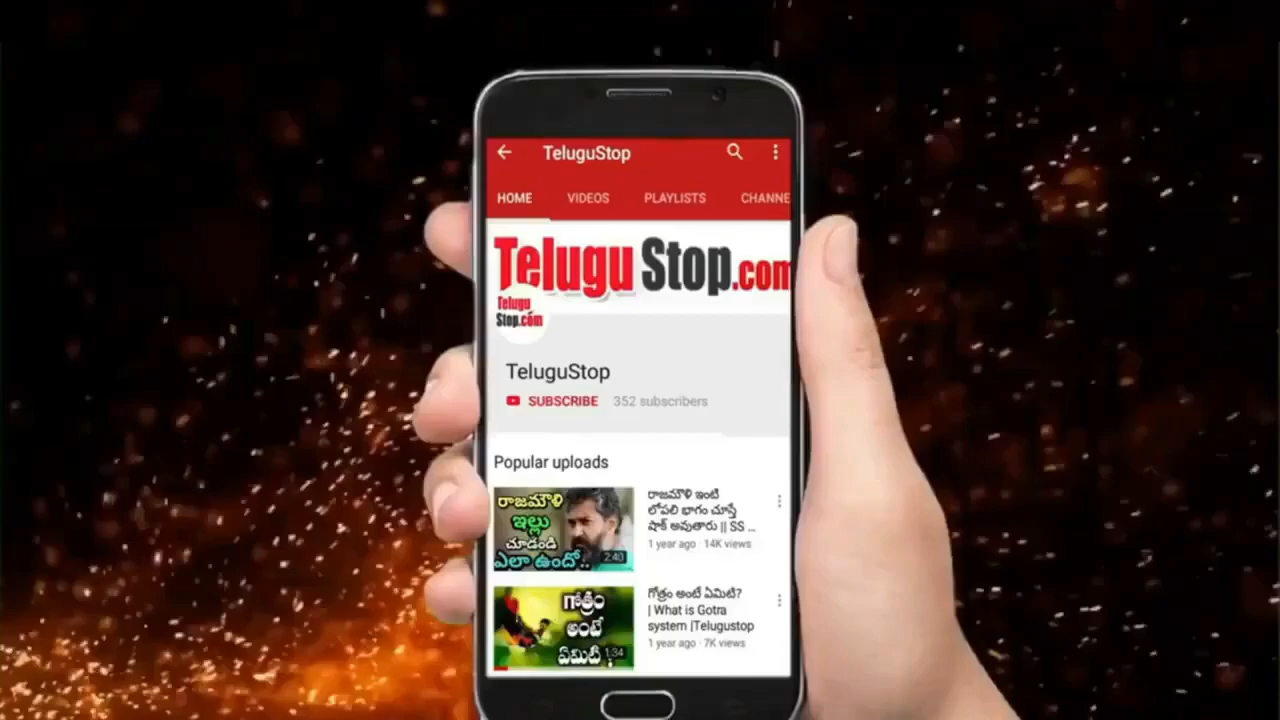 TeluguStop
HOME VIDEOS PLAYLISTS CHANNE
Telugu Stop.com
Telugu
Stop.com
TeluguStop
SUBSCRIBE 352 subscribers
Popular uploads
రాజమౌళి
ఇల్లు
చూడండి
ఎలా ఉందో..
2:40
రాజమౌళి ఇంటి
లోపలి భాగం చూస్తే
షాక్ అవుతారు || SS ...
1 year ago · 14K views
గోత్రం
అంటే
ఏమిటి ?
1:34
గోత్రం అంటే ఏమిటి?
| What is Gotra
system |Telugustop
1 year ago · 7K views